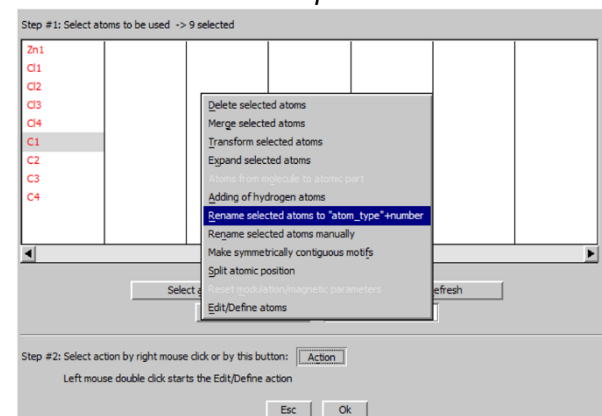 Step #1: Select atoms to be used -> 9 selected
Zn1
Cl1
Cl2
Cl3
Cl4
C1
C2
C3
C4
Delete selected atoms
Merge selected atoms
Transform selected atoms
Expand selected atoms
Atoms from molecule to atomic part
Adding of hydrogen atoms
Rename selected atoms to "atom_type"+number
Rename selected atoms manually
Make symmetrically contiguous motifs
Split atomic position
Reset modulation/magnetic parameters
Edit/Define atoms
Select
efresh
Step #2: Select action by right mouse click or by this button: Action
Left mouse double click starts the Edit/Define action
Esc Ok